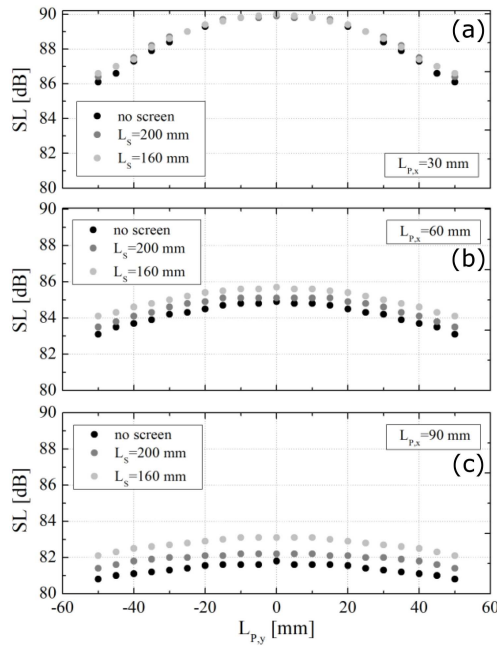 90
88
86
84
82
80
SL [dB]
(a)
no screen
L_S=200 mm
L_S=160 mm
L_P,x=30 mm
90
88
86
84
82
80
SL [dB]
(b)
no screen
L_S=200 mm
L_S=160 mm
L_P,x=60 mm
90
88
86
84
82
80
SL [dB]
(c)
no screen
L_S=200 mm
L_S=160 mm
L_P,x=90 mm
-60 -40 -20 0 20 40 60
L_P,y [mm]